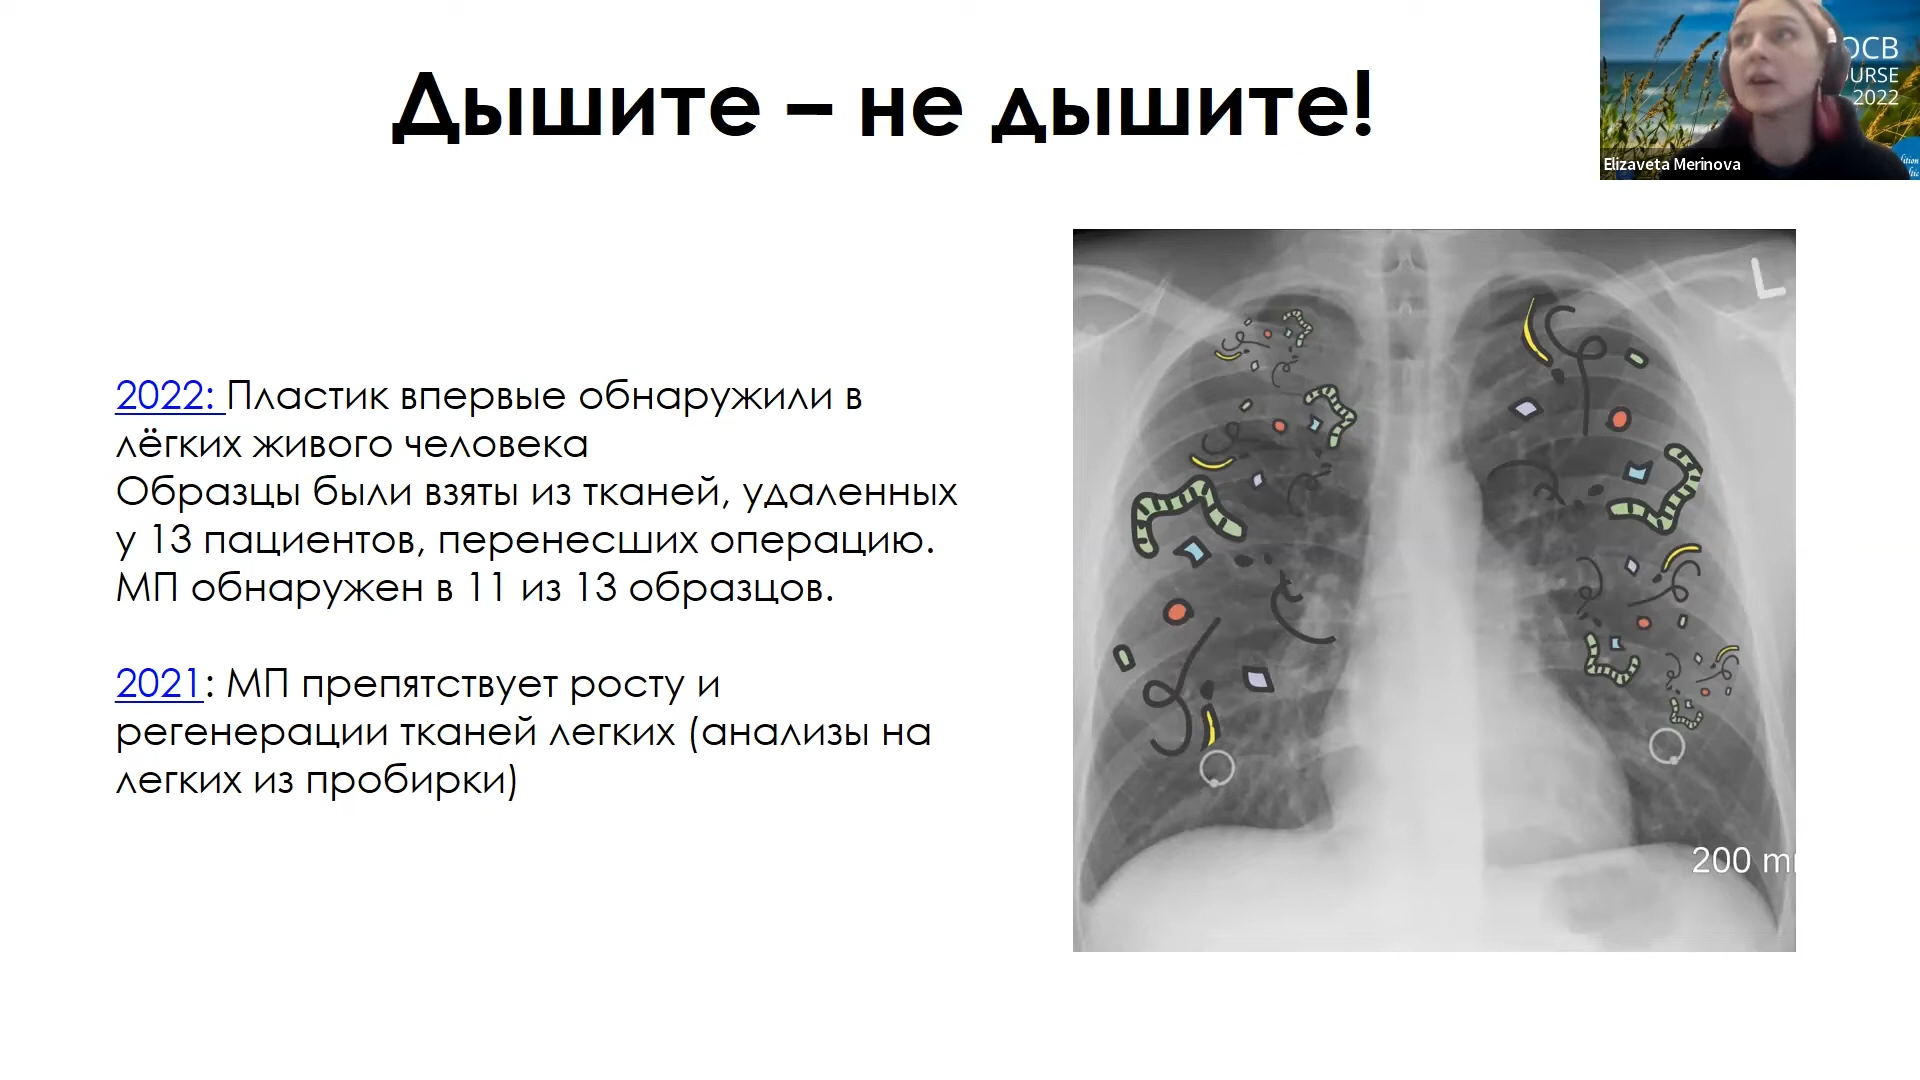 Дышите – не дышите!
OCB
URSE
2022
Elizaveta Merinova
L
2022: Пластик впервые обнаружили в
лёгких живого человека
Образцы были взяты из тканей, удаленных
у 13 пациентов, перенесших операцию.
МП обнаружен в 11 из 13 образцов.
2021: МП препятствует росту и
регенерации тканей легких (анализы на
легких из пробирки)
200 m